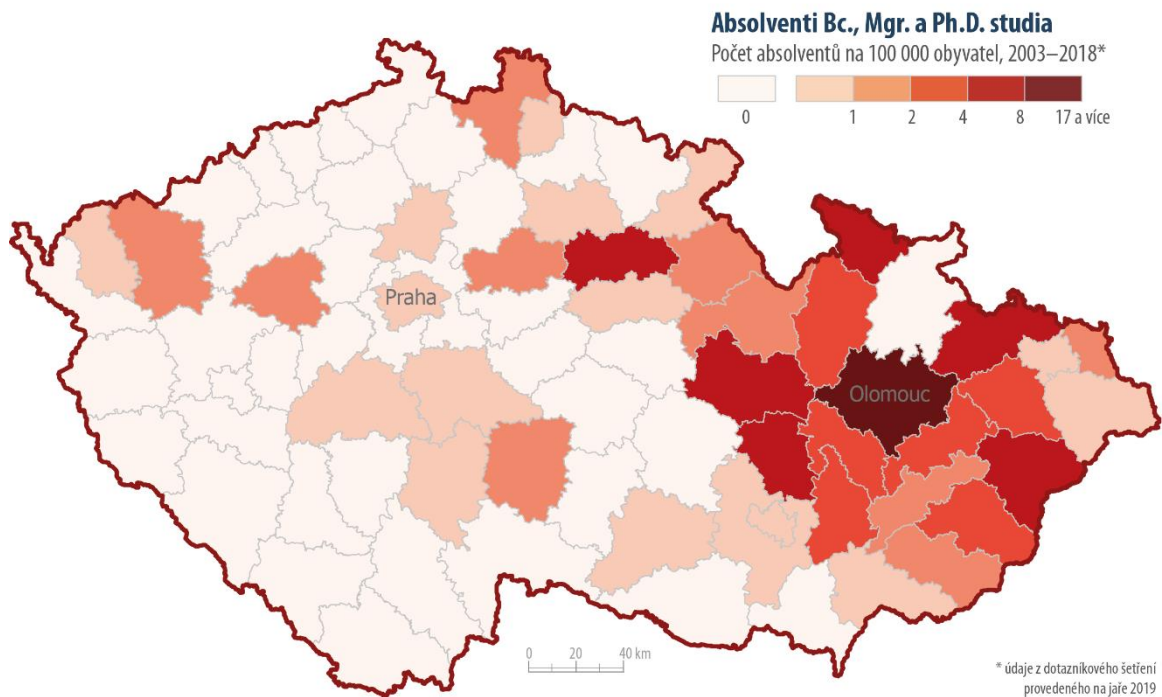 Absolventi Bc., Mgr. a Ph.D. studia
Počet absolventů na 100 000 obyvatel, 2003–2018*
0 1 2 4 8 17 a více
Praha
Olomouc
0 20 40 km
* údaje z dotazníkového šetření
provedeného na jaře 2019